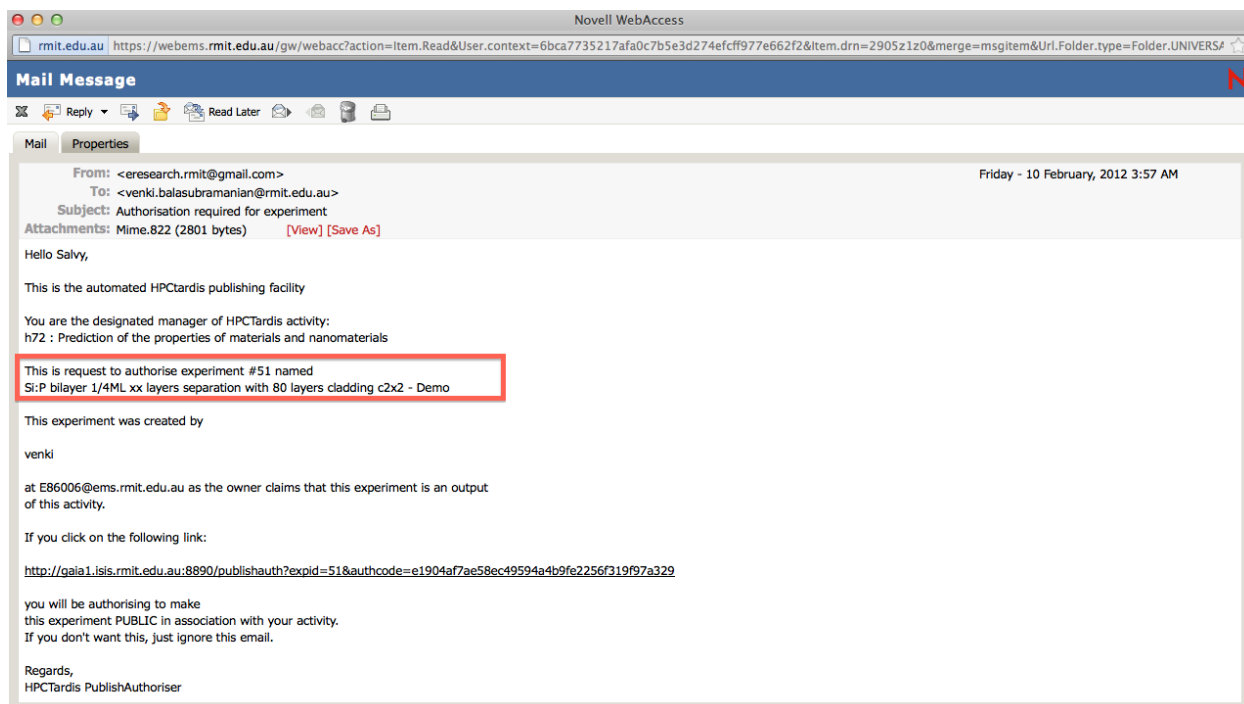 Novell WebAccess
rmit.edu.au https://webems.rmit.edu.au/gw/webacc?action=Item.Read&User.context=6bca7735217afa0c7b5e3d274efcff977e662f2&Item.drn=2905z1z0&merge=msgitem&Url.Folder.type=Folder.UNIVERSA
Mail Message
Reply Read Later
Mail Properties
From: <eresearch.rmit@gmail.com> Friday - 10 February, 2012 3:57 AM
To: <venki.balasubramanian@rmit.edu.au>
Subject: Authorisation required for experiment
Attachments: Mime.822 (2801 bytes) [View] [Save As]
Hello Salvy,
This is the automated HPCtardis publishing facility
You are the designated manager of HPCTardis activity:
h72 : Prediction of the properties of materials and nanomaterials
This is request to authorise experiment #51 named
Si:P bilayer 1/4ML xx layers separation with 80 layers cladding c2x2 - Demo
This experiment was created by
venki
at E86006@ems.rmit.edu.au as the owner claims that this experiment is an output
of this activity.
If you click on the following link:
http://gaia1.isis.rmit.edu.au:8890/publishauth?expid=51&authcode=e1904af7ae58ec49594a4b9fe2256f319f97a329
you will be authorising to make
this experiment PUBLIC in association with your activity.
If you don't want this, just ignore this email.
Regards,
HPCTardis PublishAuthoriser